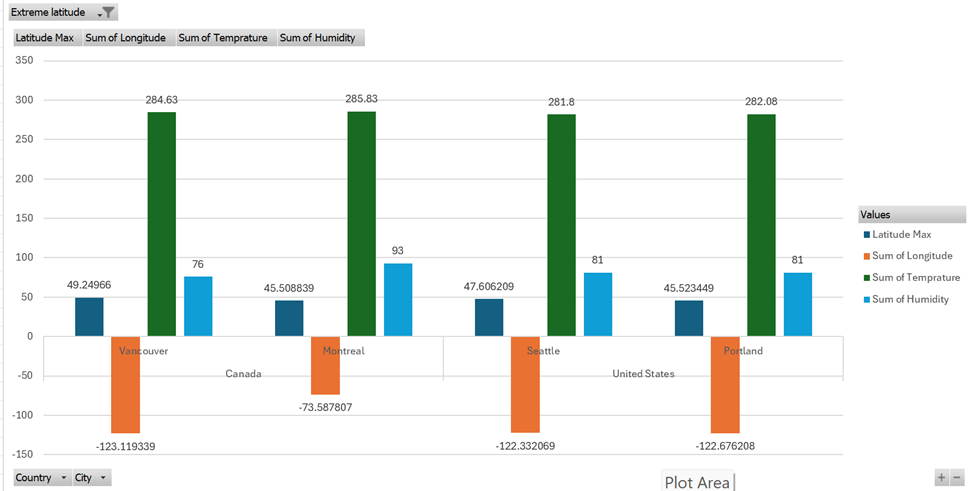 Extreme latitude
Latitude Max Sum of Longitude Sum of Temprature Sum of Humidity
350
300
250
200
150
100
50
0
-50
-100
-150
284.63
285.83
281.8
282.08
76
93
81
81
49.24966
45.508839
47.606209
45.523449
Vancouver
Montreal
Seattle
Portland
Canada
United States
-123.119339
-73.587807
-122.332069
-122.676208
Values
Latitude Max
Sum of Longitude
Sum of Temprature
Sum of Humidity
Country City
Plot Area
+ −